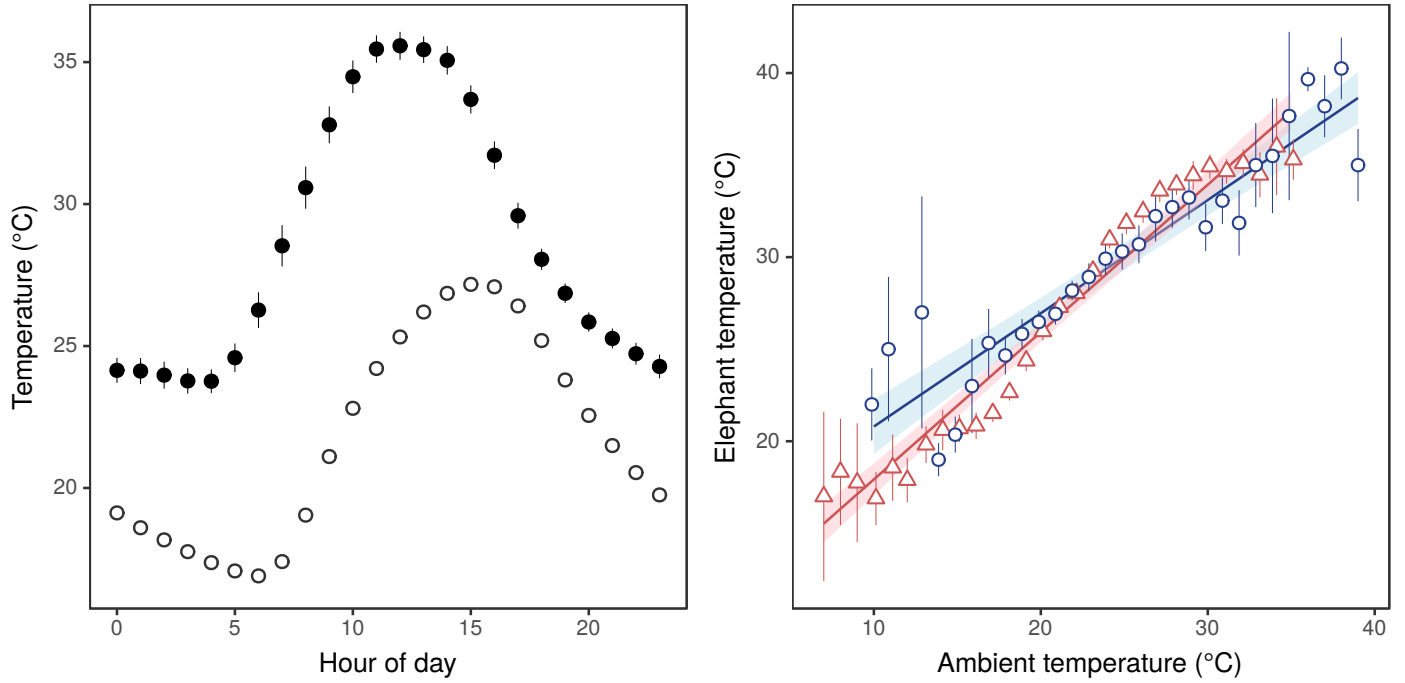 Temperature (°C)
35
30
25
20
0 5 10 15 20
Hour of day
Elephant temperature (°C)
40
30
20
10 20 30 40
Ambient temperature (°C)